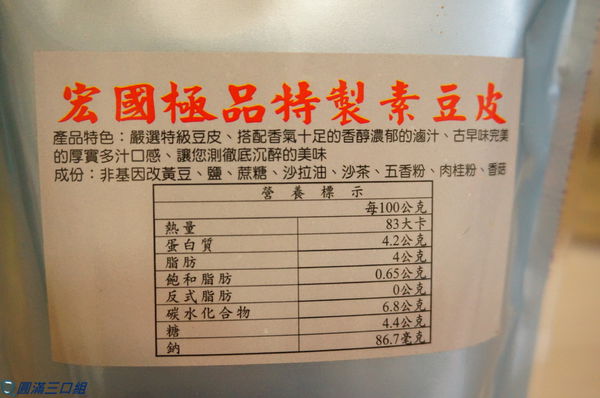 宏國極品特製素豆皮
產品特色：嚴選特級豆皮、搭配香氣十足的香醇濃郁的滷汁、古早味完美
的厚實多汁口感、讓您測徹底沉醉的美味
成份：非基因改黃豆、鹽、蔗糖、沙拉油、沙茶、五香粉、肉桂粉、香菇
營養標示
每100公克
熱量 83大卡
蛋白質 4.2公克
脂肪 4公克
飽和脂肪 0.65公克
反式脂肪 0公克
碳水化合物 6.8公克
糖 4.4公克
鈉 86.7毫克
圓滿三口組